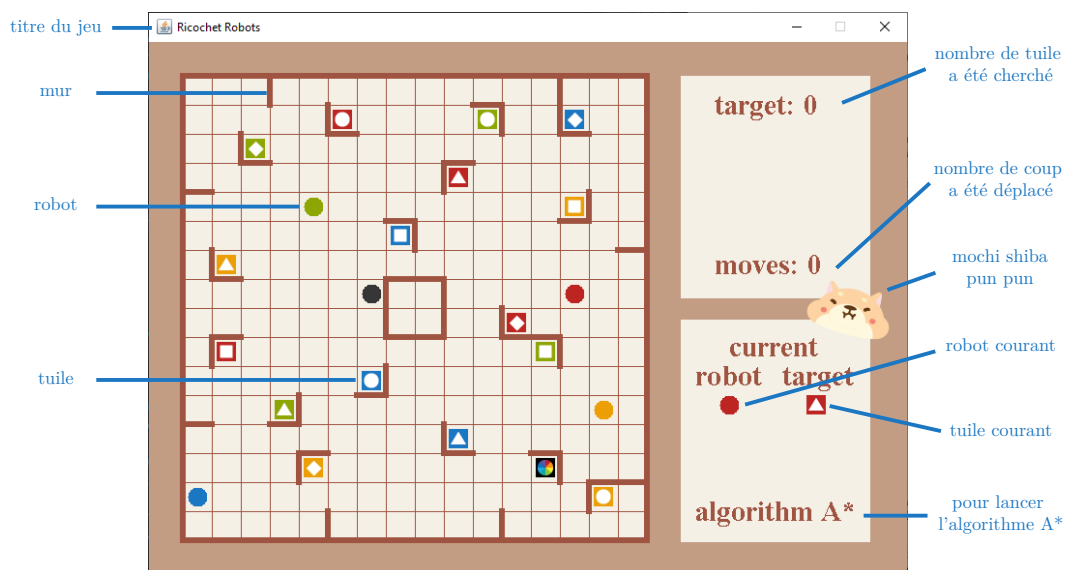 titre du jeu
Ricochet Robots
nombre de tuile
a été cherché
mur
target: 0
nombre de coup
a été déplacé
robot
moves: 0
mochi shiba
pun pun
current
robot target
robot courant
tuile
tuile courant
algorithm A*
pour lancer
l'algorithme A*